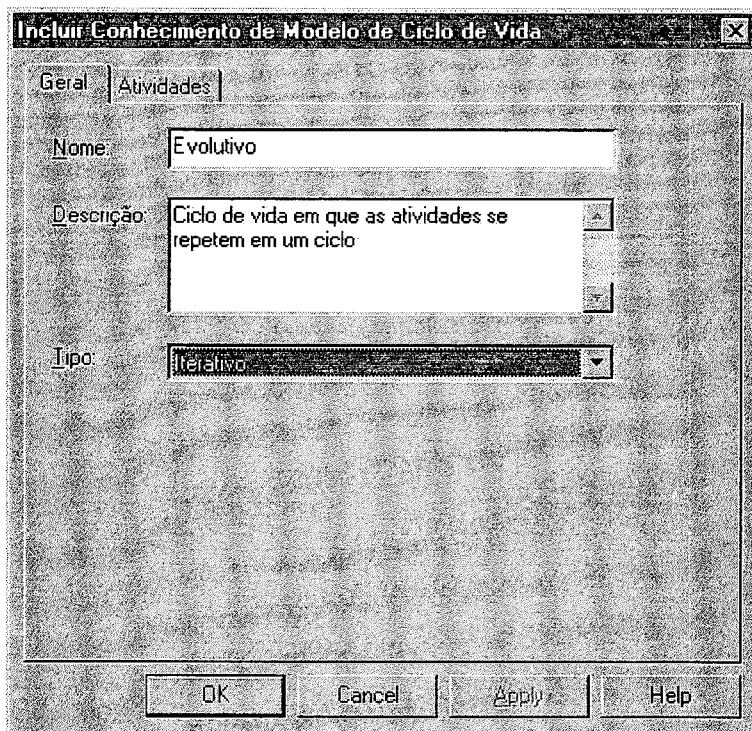 Incluir Conhecimento de Modelo de Ciclo de Vida
Geral
Atividades
Nome:
Evolutivo
Descrição:
Ciclo de vida em que as atividades se
repetem em um ciclo
Tipo:
Iterativo
OK
Cancel
Apply
Help